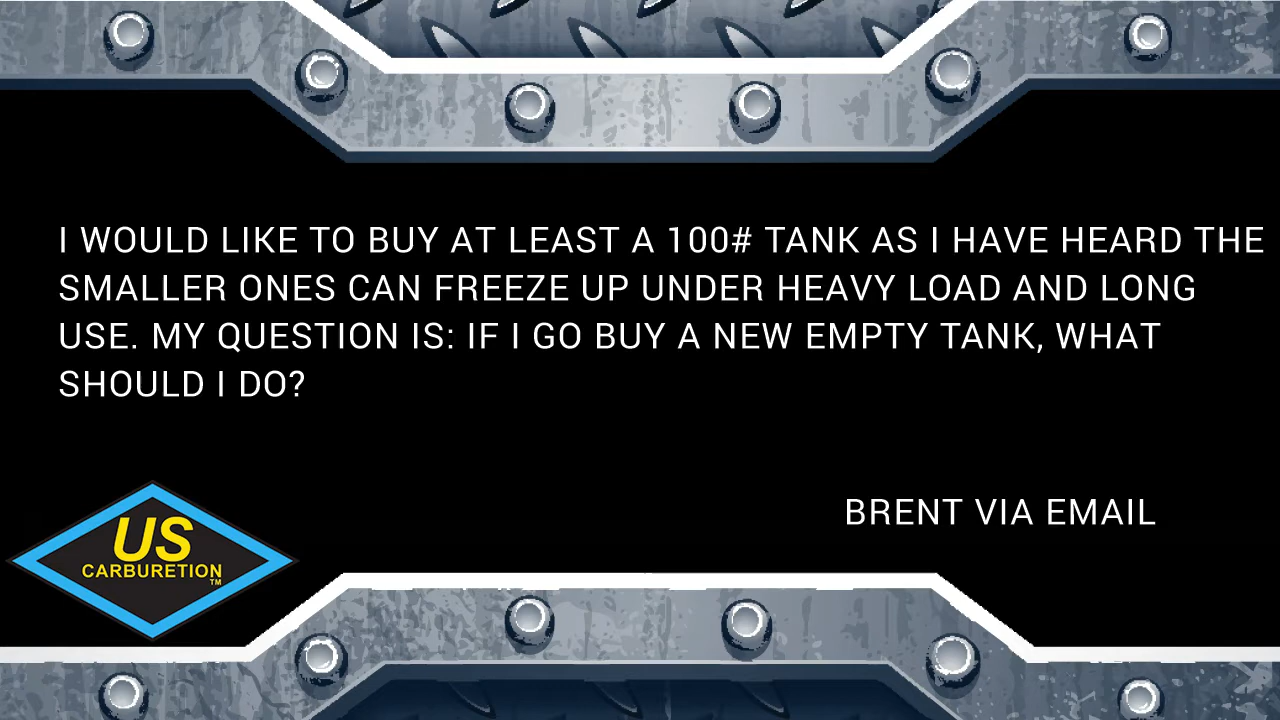 I WOULD LIKE TO BUY AT LEAST A 100# TANK AS I HAVE HEARD THE
SMALLER ONES CAN FREEZE UP UNDER HEAVY LOAD AND LONG
USE. MY QUESTION IS: IF I GO BUY A NEW EMPTY TANK, WHAT
SHOULD I DO?
BRENT VIA EMAIL
US
CARBURETION
TM